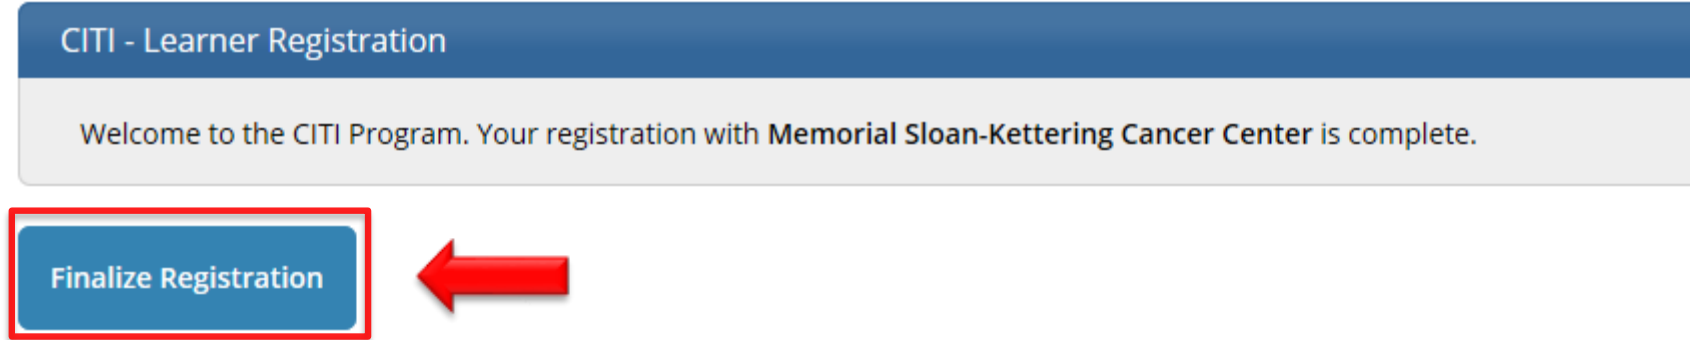 CITI - Learner Registration
Welcome to the CITI Program. Your registration with Memorial Sloan-Kettering Cancer Center is complete.
Finalize Registration